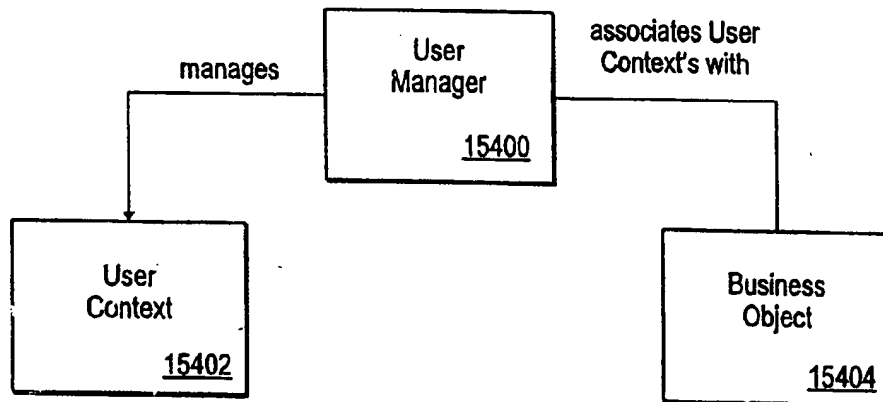 User
Manager
15400
manages
associates User
Context's with
User
Context
15402
Business
Object
15404